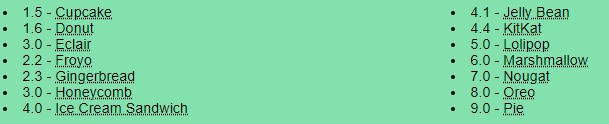 1.5 - Cupcake
1.6 - Donut
3.0 - Eclair
2.2 - Froyo
2.3 - Gingerbread
3.0 - Honeycomb
4.0 - Ice Cream Sandwich
4.1 - Jelly Bean
4.4 - KitKat
5.0 - Lolipop
6.0 - Marshmallow
7.0 - Nougat
8.0 - Oreo
9.0 - Pie